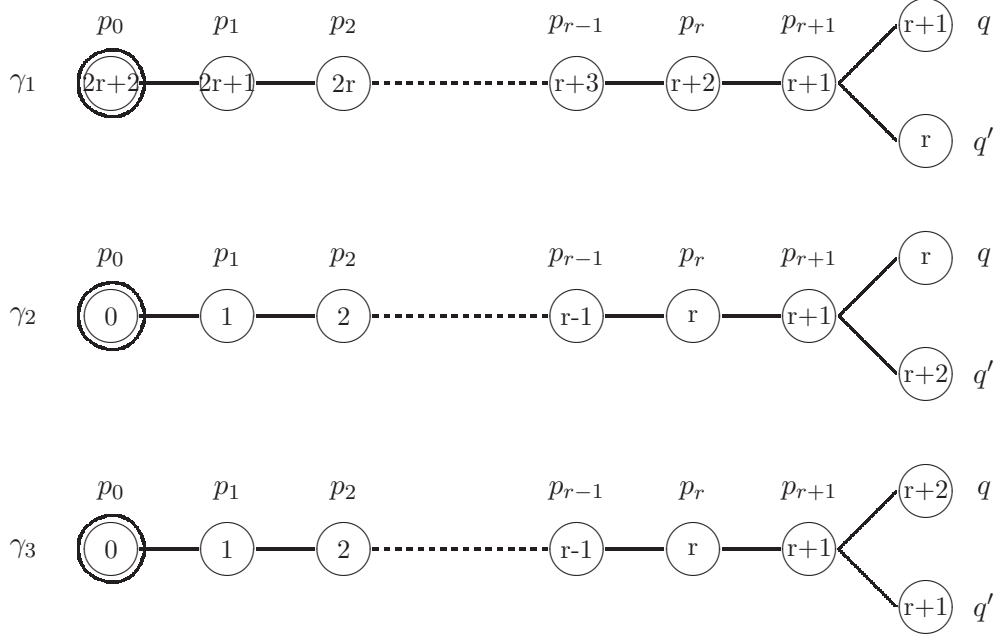 p₀ p₁ p₂ pᵣ₋₁ pᵣ pᵣ₊₁ r+1 q
γ₁ 2r+2 2r+1 2r r+3 r+2 r+1
r q′
p₀ p₁ p₂ pᵣ₋₁ pᵣ pᵣ₊₁ r q
γ₂ 0 1 2 r-1 r r+1
r+2 q′
p₀ p₁ p₂ pᵣ₋₁ pᵣ pᵣ₊₁ r+2 q
γ₃ 0 1 2 r-1 r r+1
r+1 q′